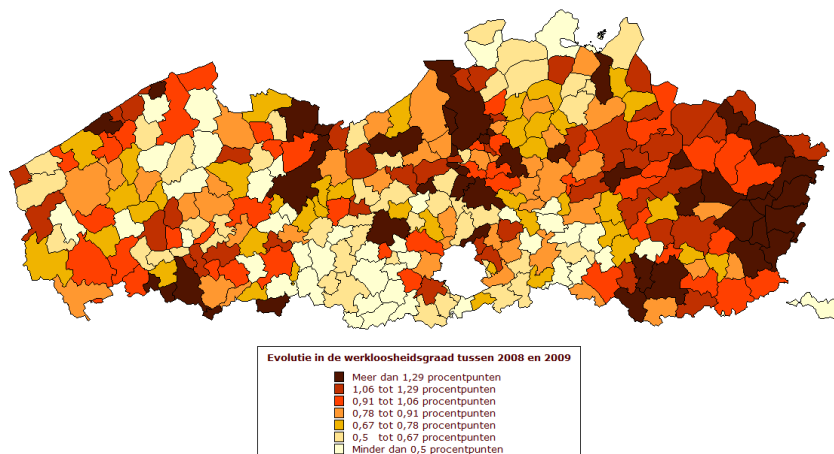 Evolutie in de werkloosheidsgraad tussen 2008 en 2009
Meer dan 1,29 procentpunten
1,06 tot 1,29 procentpunten
0,91 tot 1,06 procentpunten
0,78 tot 0,91 procentpunten
0,67 tot 0,78 procentpunten
0,5 tot 0,67 procentpunten
Minder dan 0,5 procentpunten